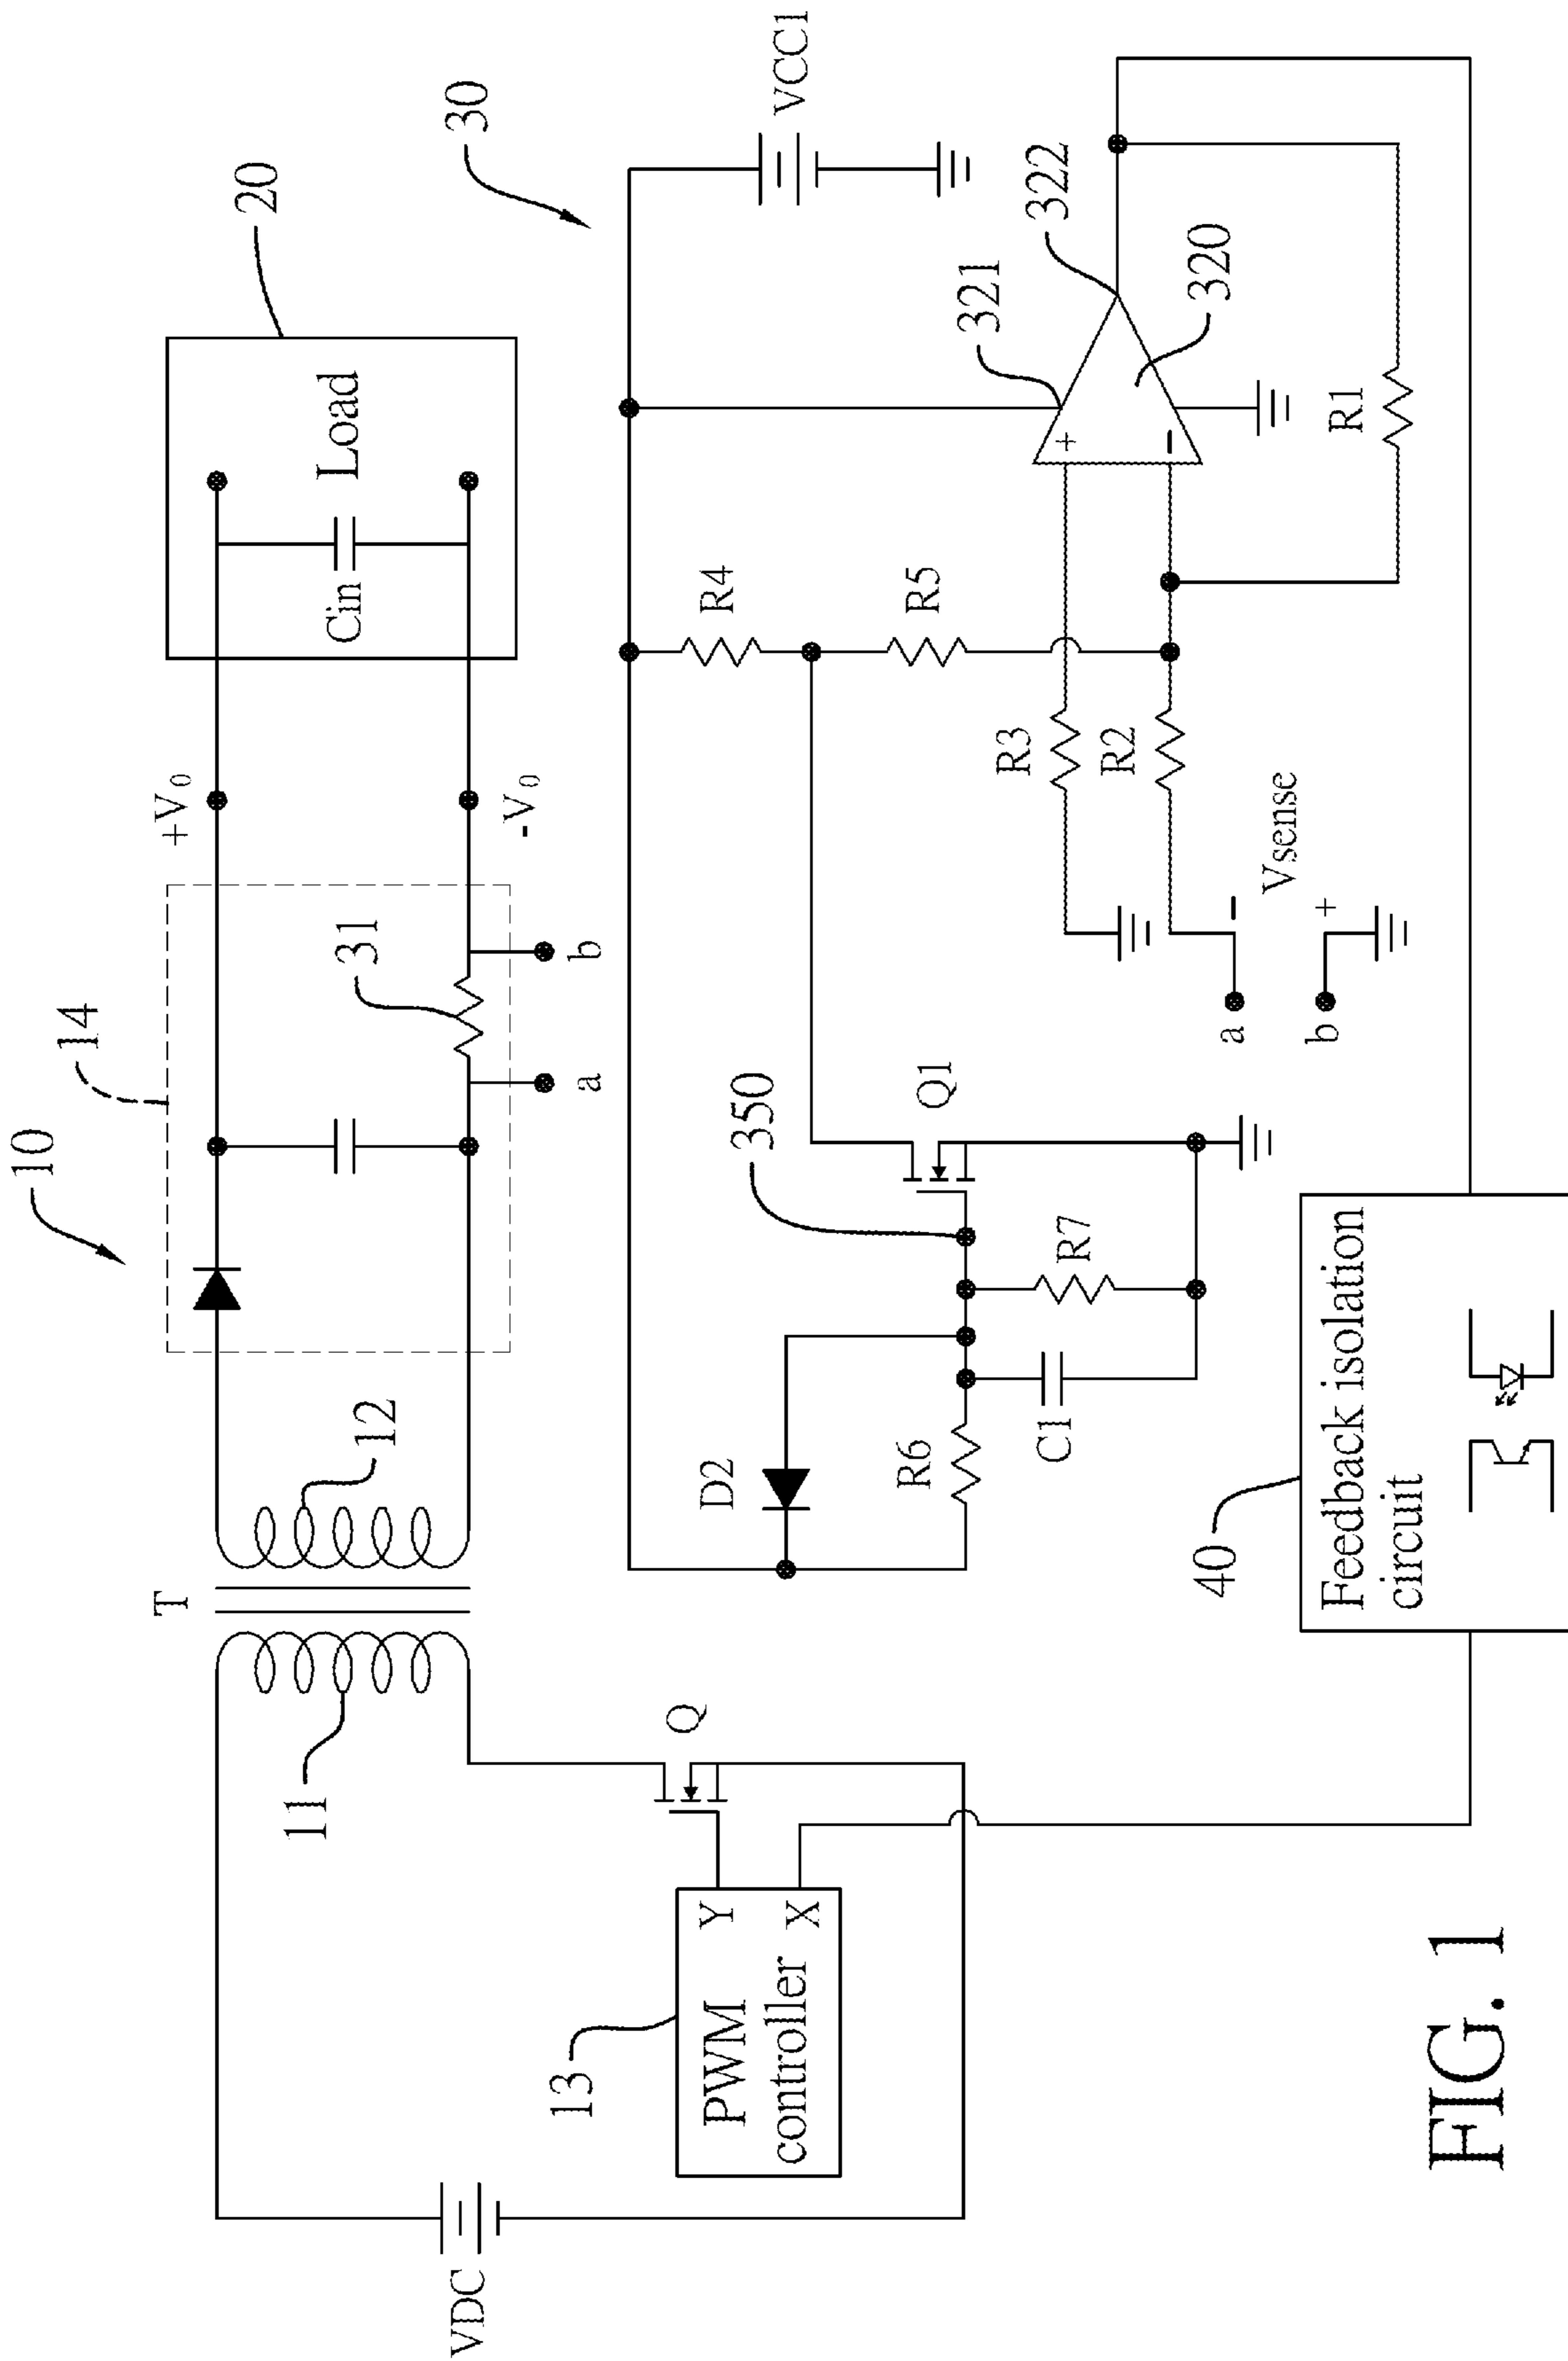 10
14
20
T
+V0
Load
Cin
12
11
31
a
b
-V0
30
VDC
Q
13
PWM
controller
Y
X
D2
R6
C1
R7
350
Q1
R4
R5
R3
R2
a
b
-
+
Vsense
VCC1
321
322
320
+
-
R1
40
Feedback isolation
circuit
FIG. 1